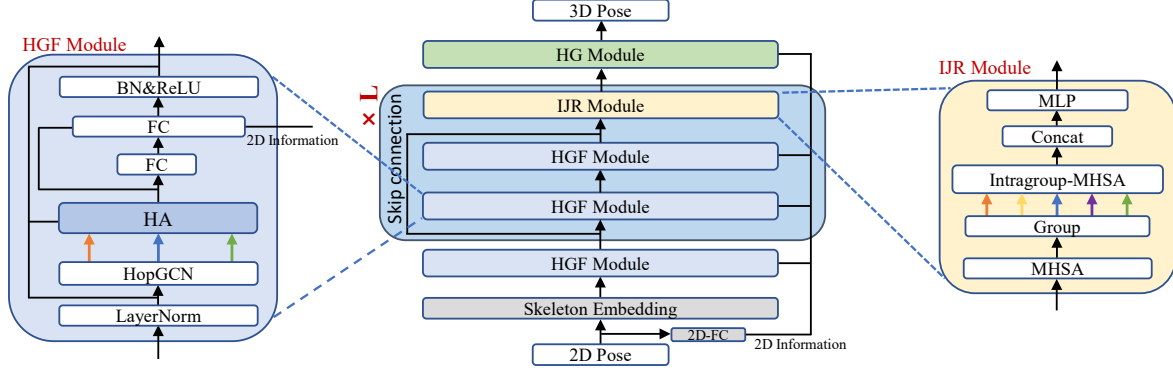 HGF Module
BN&ReLU
FC
2D Information
FC
HA
HopGCN
LayerNorm
3D Pose
HG Module
× L
Skip connection
IJR Module
HGF Module
HGF Module
HGF Module
Skeleton Embedding
2D-FC
2D Information
2D Pose
IJR Module
MLP
Concat
Intragroup-MHSA
Group
MHSA